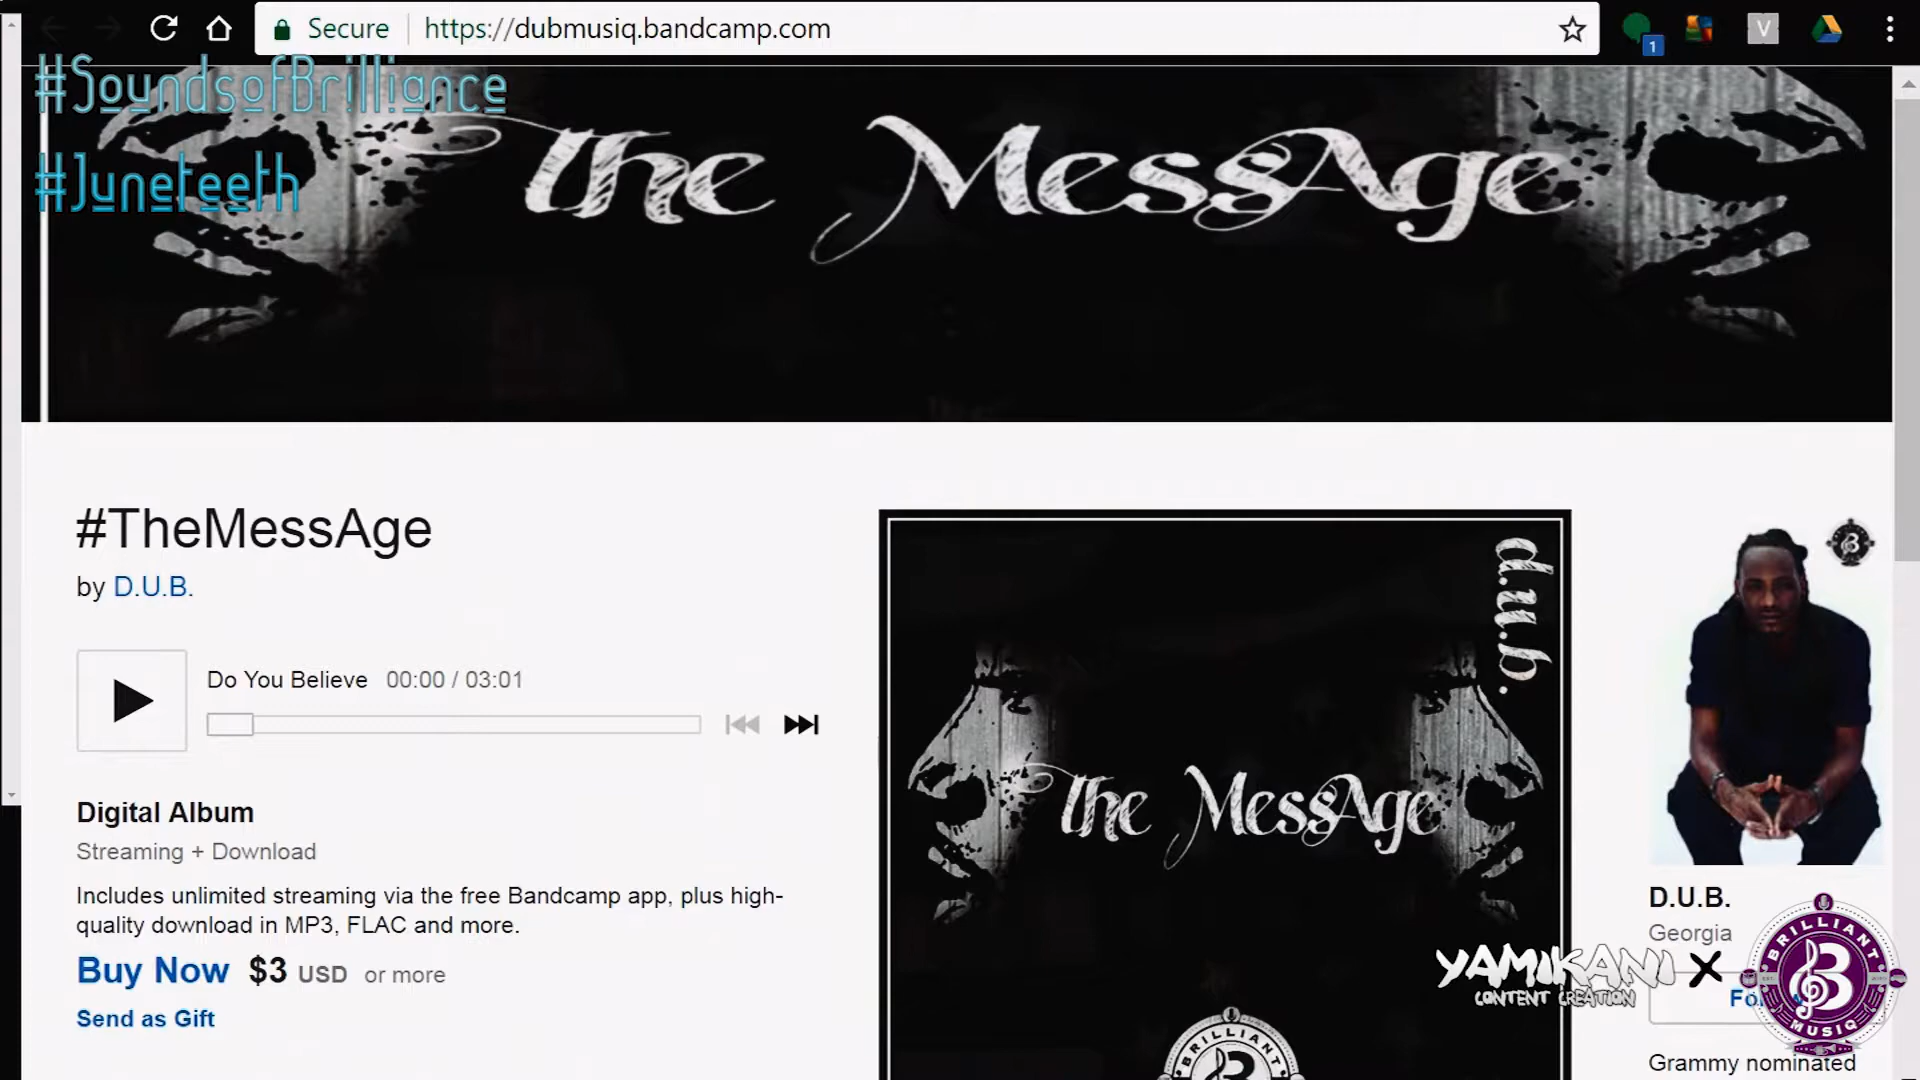 Secure https://dubmusiq.bandcamp.com
1
V
#SoundsofBrilliance
#Juneteeth
The MessAge
#TheMessAge
by D.U.B.
Do You Believe 00:00 / 03:01
Digital Album
Streaming + Download
Includes unlimited streaming via the free Bandcamp app, plus high-
quality download in MP3, FLAC and more.
Buy Now $3 USD or more
Send as Gift
d.u.b.
The MessAge
BRILLIANT
B
D.U.B.
Georgia
Grammy nominated
YAMIKANI X
CONTENT CREATION
BRILLIANT
B
MUSIQ